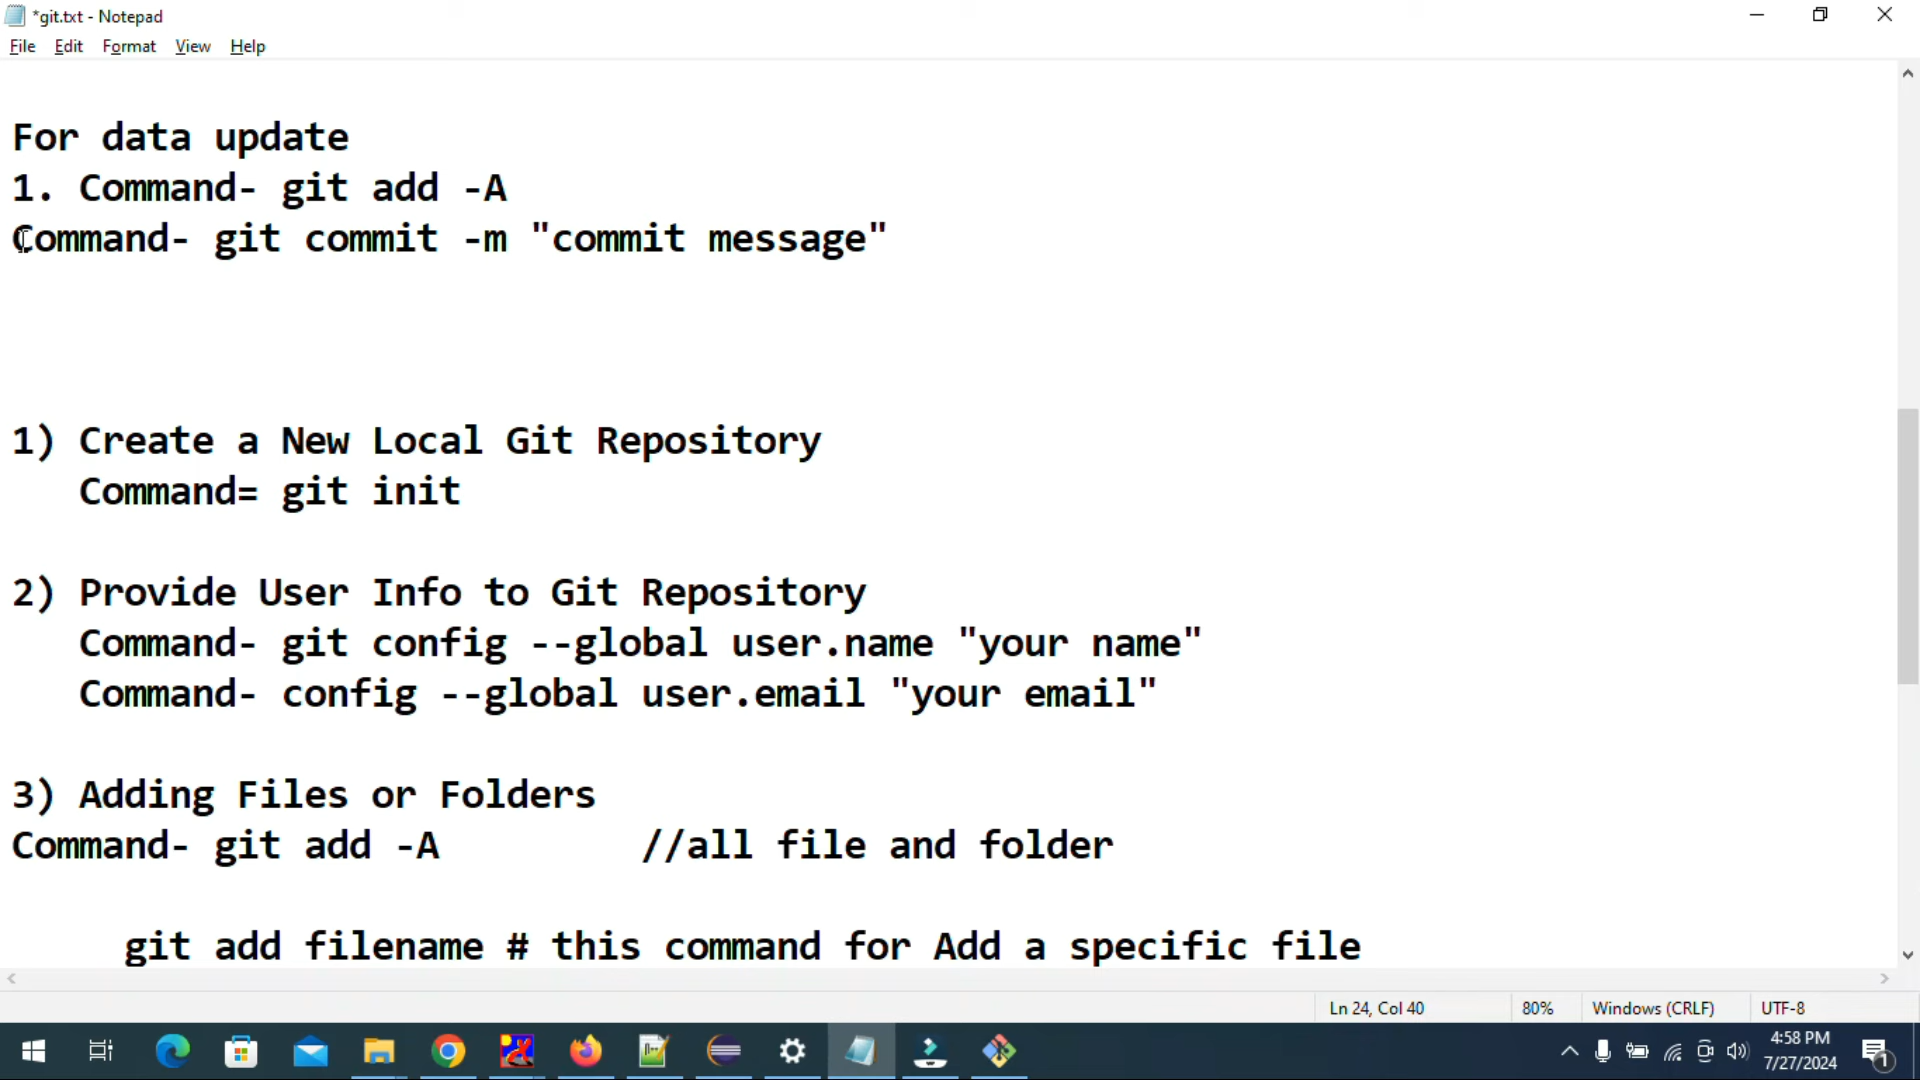 *git.txt - Notepad
File Edit Format View Help
For data update
1. Command- git add -A
Command- git commit -m "commit message"
1) Create a New Local Git Repository
Command= git init
2) Provide User Info to Git Repository
Command- git config --global user.name "your name"
Command- config --global user.email "your email"
3) Adding Files or Folders
Command- git add -A //all file and folder
git add filename # this command for Add a specific file
Ln 24, Col 40 80% Windows (CRLF) UTF-8
4:58 PM
7/27/2024
1